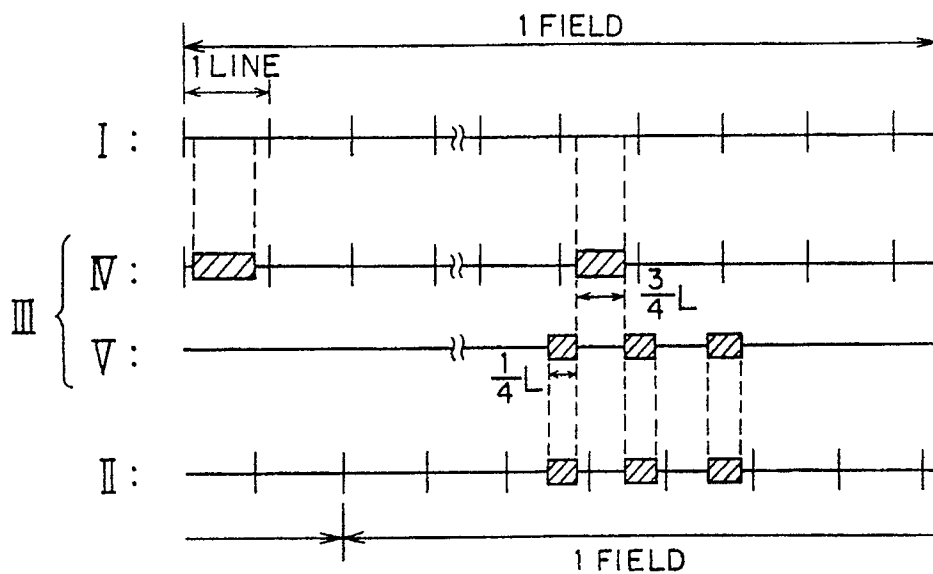 1 FIELD
1 LINE
I :
III { IV :
3/4 L
V :
1/4 L
II :
1 FIELD